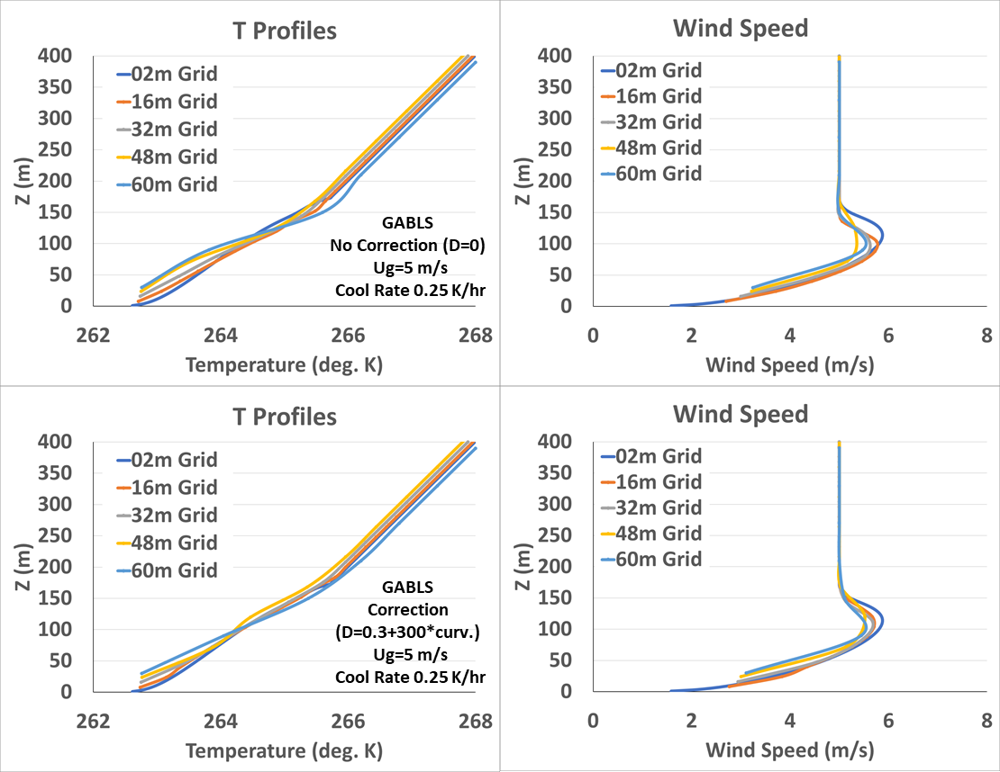 T Profiles
400
350
300
250
200
150
100
50
0
Z (m)
02m Grid
16m Grid
32m Grid
48m Grid
60m Grid
GABLS
No Correction (D=0)
Ug=5 m/s
Cool Rate 0.25 K/hr
262 264 266 268
Temperature (deg. K)
Wind Speed
400
350
300
250
200
150
100
50
0
Z (m)
02m Grid
16m Grid
32m Grid
48m Grid
60m Grid
0 2 4 6 8
Wind Speed (m/s)
T Profiles
400
350
300
250
200
150
100
50
0
Z (m)
02m Grid
16m Grid
32m Grid
48m Grid
60m Grid
GABLS
Correction
(D=0.3+300*curv.)
Ug=5 m/s
Cool Rate 0.25 K/hr
262 264 266 268
Temperature (deg. K)
Wind Speed
400
350
300
250
200
150
100
50
0
Z (m)
02m Grid
16m Grid
32m Grid
48m Grid
60m Grid
0 2 4 6 8
Wind Speed (m/s)